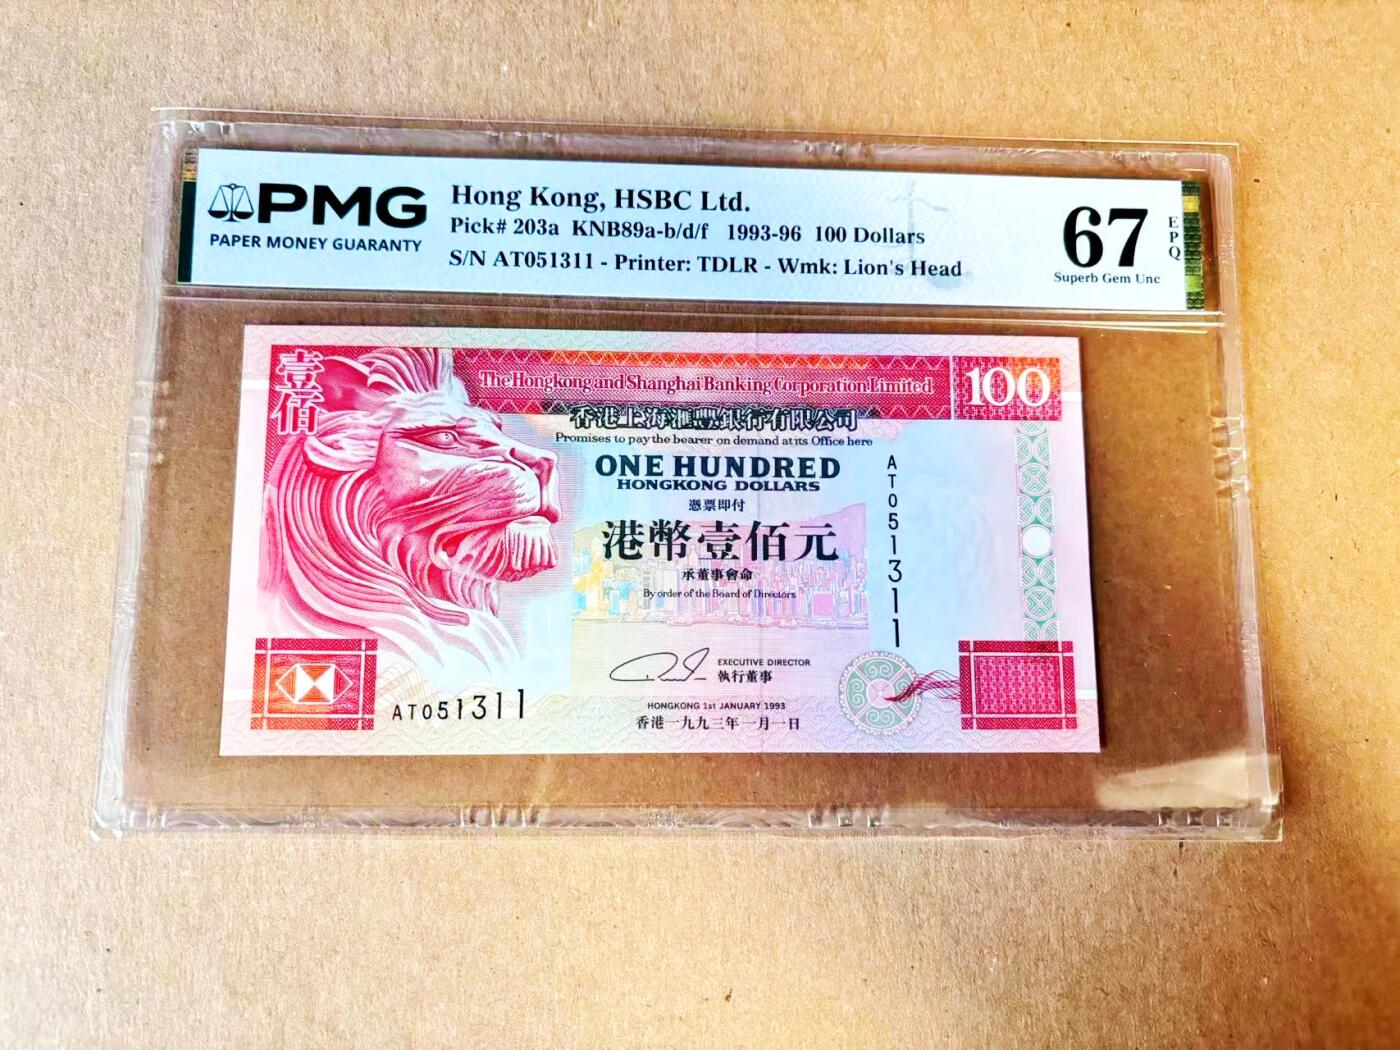 PMG
PAPER MONEY GUARANTY
Hong Kong, HSBC Ltd.
Pick# 203a KNB89a-b/d/f 1993-96 100 Dollars
S/N AT051311 - Printer: TDLR - Wmk: Lion's Head
67
Superb Gem Unc
EPQ
壹佰
The Hongkong and Shanghai Banking Corporation Limited
100
香港上海滙豐銀行有限公司
Promises to pay the bearer on demand at its Office here
ONE HUNDRED
HONGKONG DOLLARS
憑票即付
港幣壹佰元
承董事會命
By order of the Board of Directors
AT051311
EXECUTIVE DIRECTOR
執行董事
AT051311
HONGKONG 1st JANUARY 1993
香港一九九三年一月一日